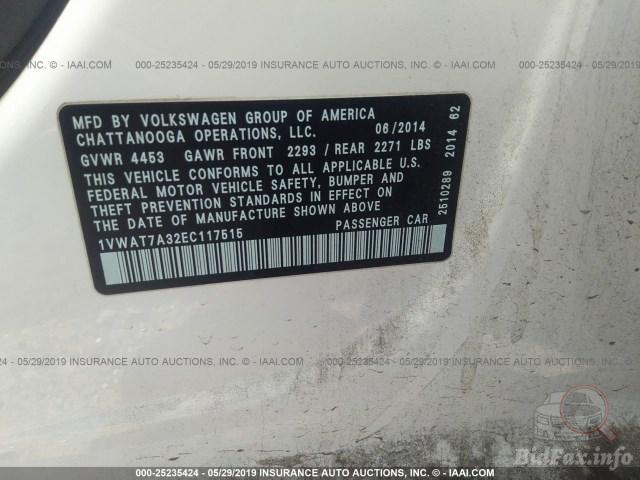 - IAAI.COM
000-25235424 - 05/29/2019 INSURANCE AUTO AUCTIONS, INC. - IAAI.COM
000-25235424 - 05/29/2019
MFD BY VOLKSWAGEN GROUP OF AMERICA
CHATTANOOGA OPERATIONS, LLC. 06/2014
GVWR 4453 GAWR FRONT 2293 / REAR 2271 LBS
THIS VEHICLE CONFORMS TO ALL APPLICABLE U.S.
FEDERAL MOTOR VEHICLE SAFETY, BUMPER AND
THEFT PREVENTION STANDARDS IN EFFECT ON
THE DATE OF MANUFACTURE SHOWN ABOVE
1VWAT7A32EC117515 PASSENGER CAR
2510289 2014 62
424 - 05/29/2019 INSURANCE AUTO AUCTIONS, INC. - IAAI.COM
000-25235424 - 05/29/2019 INSURANCE AUTO AUCTIONS, INC.
BidFax.info
000-25235424 - 05/29/2019 INSURANCE AUTO AUCTIONS, INC. - WWW.IAAI.COM